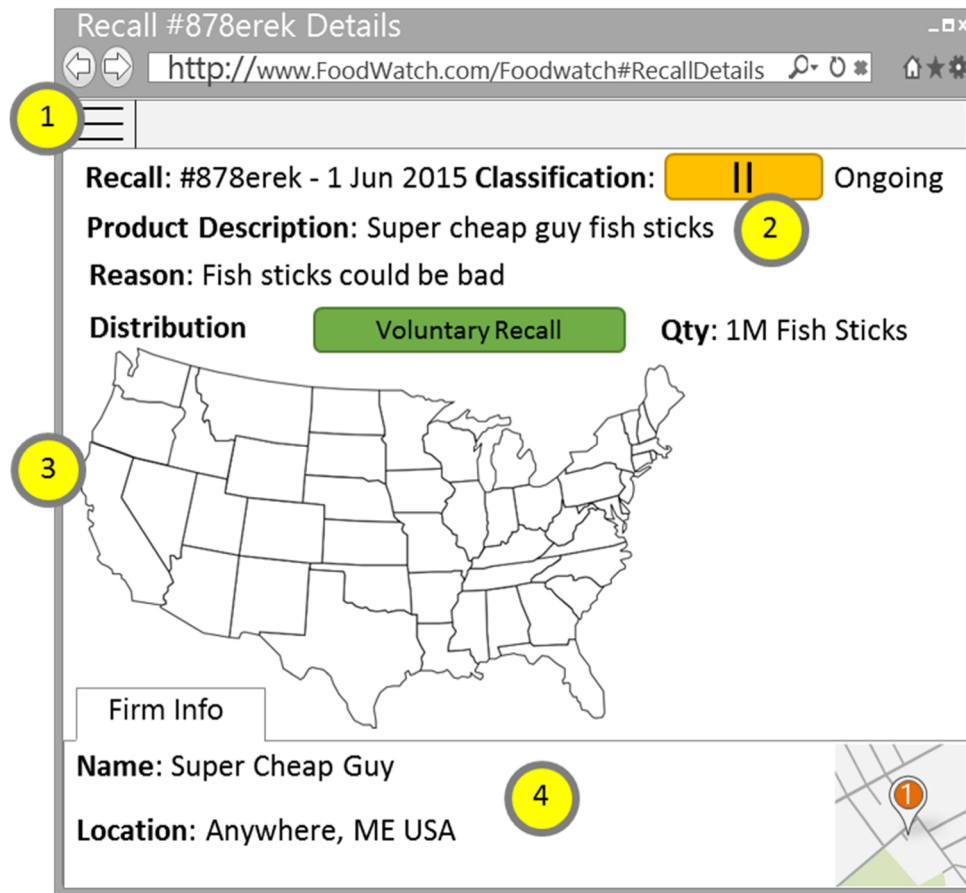 Recall #878erek Details
http://www.FoodWatch.com/Foodwatch#RecallDetails
1
Recall: #878erek - 1 Jun 2015 Classification: II Ongoing
Product Description: Super cheap guy fish sticks
2
Reason: Fish sticks could be bad
Distribution Voluntary Recall Qty: 1M Fish Sticks
3
Firm Info
Name: Super Cheap Guy
4
1
Location: Anywhere, ME USA